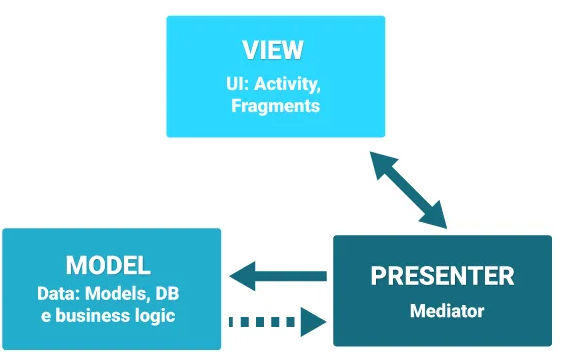 VIEW
UI: Activity,
Fragments
MODEL
Data: Models, DB
e business logic
PRESENTER
Mediator